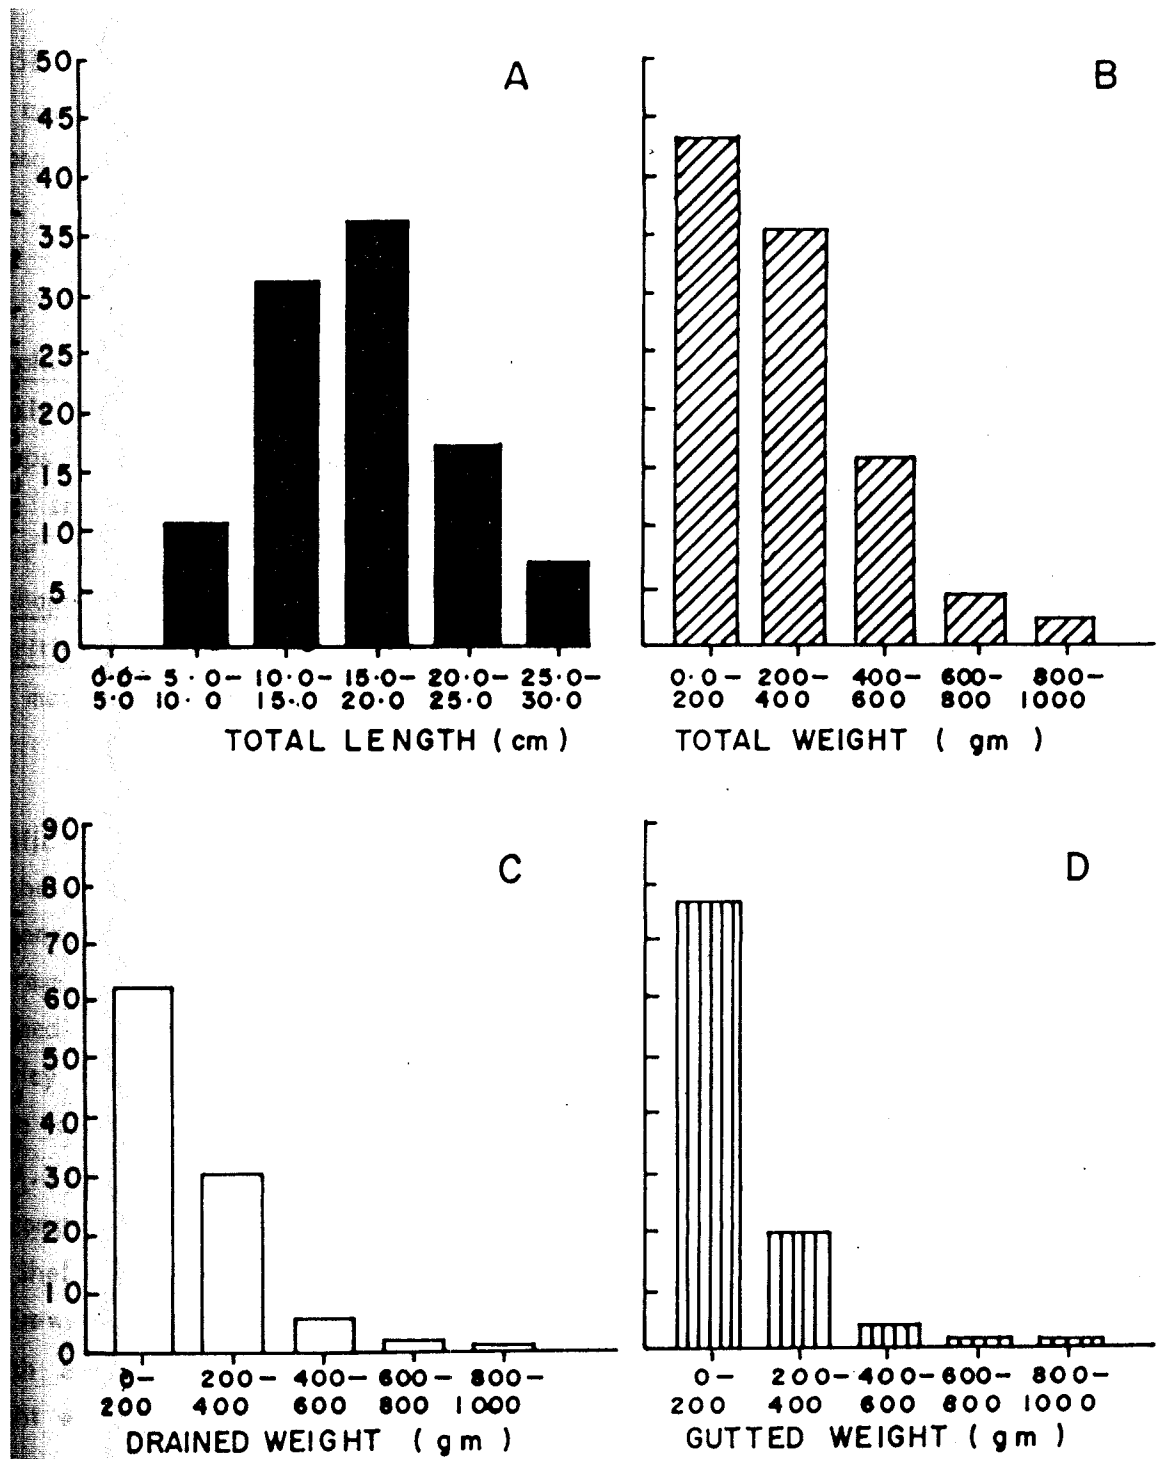 A
50
45
40
35
30
25
20
15
10
5
0
0.0- 5.0- 10.0- 15.0- 20.0- 25.0-
5.0 10.0 15.0 20.0 25.0 30.0
TOTAL LENGTH (cm)
B
0.0- 200- 400- 600- 800-
200 400 600 800 1000
TOTAL WEIGHT ( gm )
C
90
80
70
60
50
40
30
20
10
0
0- 200- 400- 600- 800-
200 400 600 800 1000
DRAINED WEIGHT ( gm )
D
0- 200- 400- 600- 800-
200 400 600 800 1000
GUTTED WEIGHT ( gm )